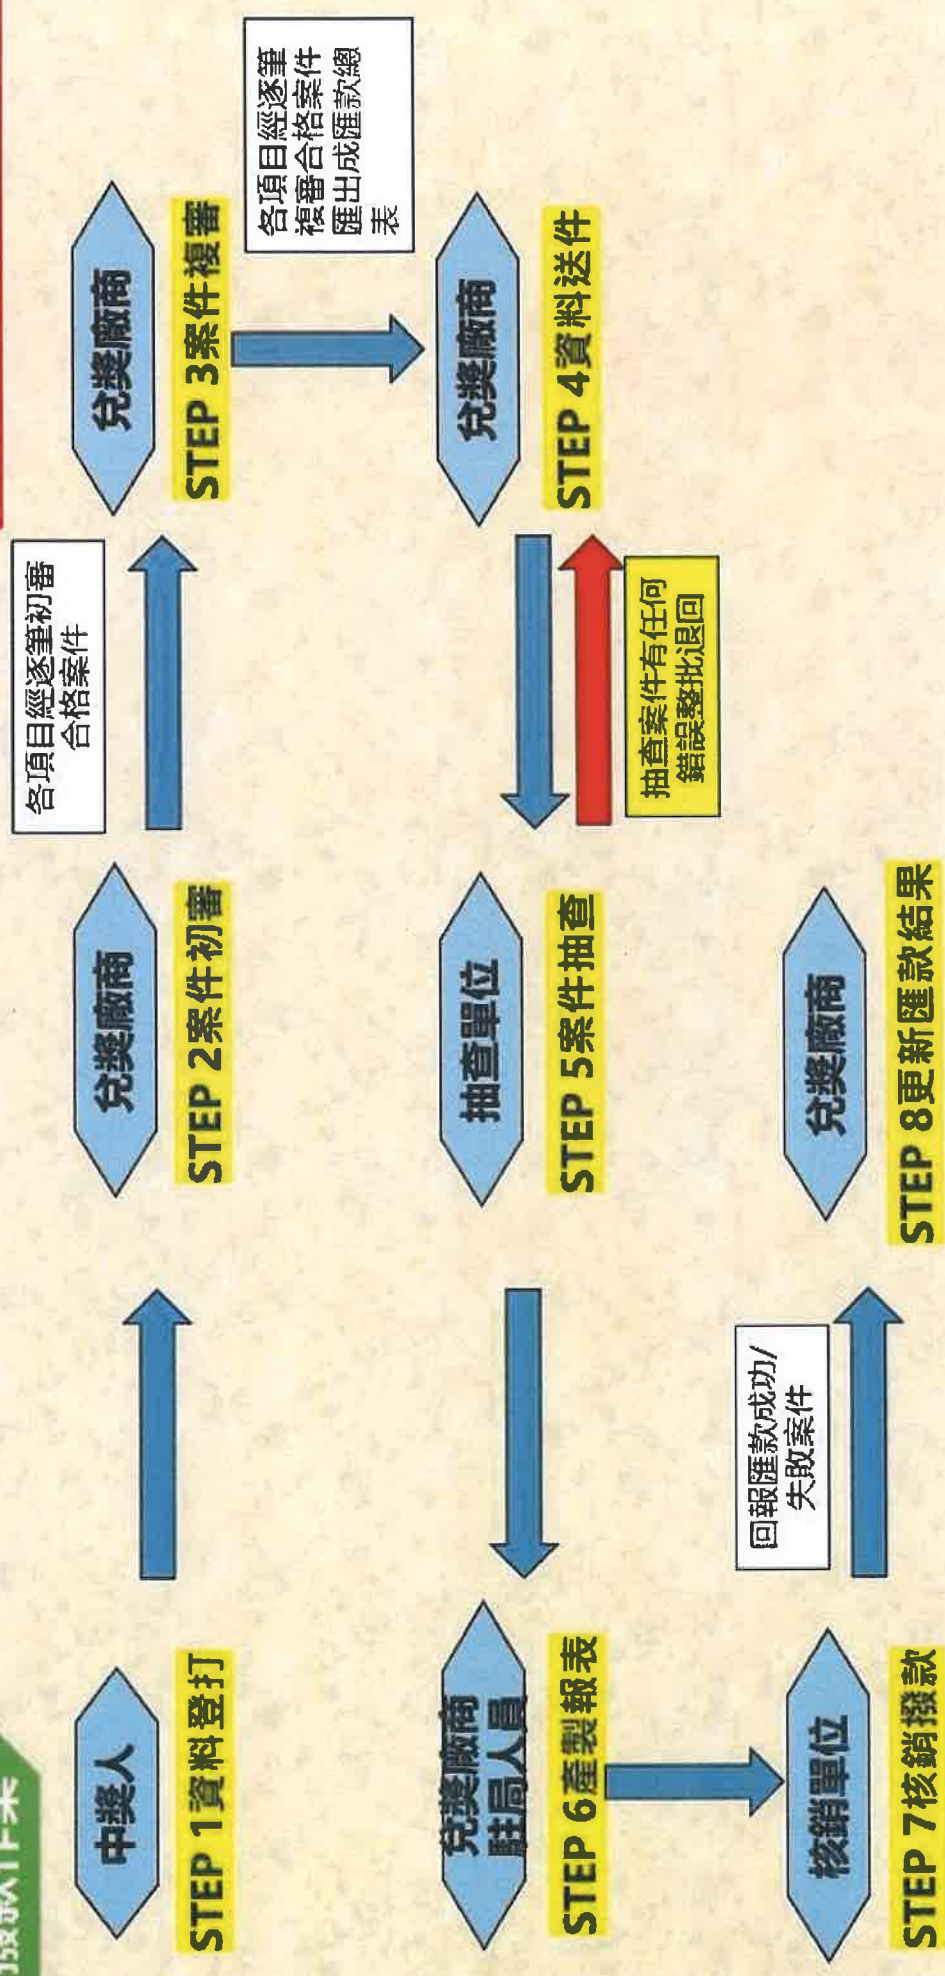 中獎人
STEP 1資料登打
兌獎廠商
STEP 2案件初審
各項目經逐筆初審
合格案件
兌獎廠商
STEP 3案件複審
各項目經逐筆
複審合格案件
匯出成匯款總
表
兌獎廠商
STEP 4資料送件
抽查案件有任何
錯誤整批退回
抽查單位
STEP 5案件抽查
兌獎廠商
駐局人員
STEP 6產製報表
核銷單位
STEP 7核銷撥款
回報匯款成功/
失敗案件
兌獎廠商
STEP 8更新匯款結果